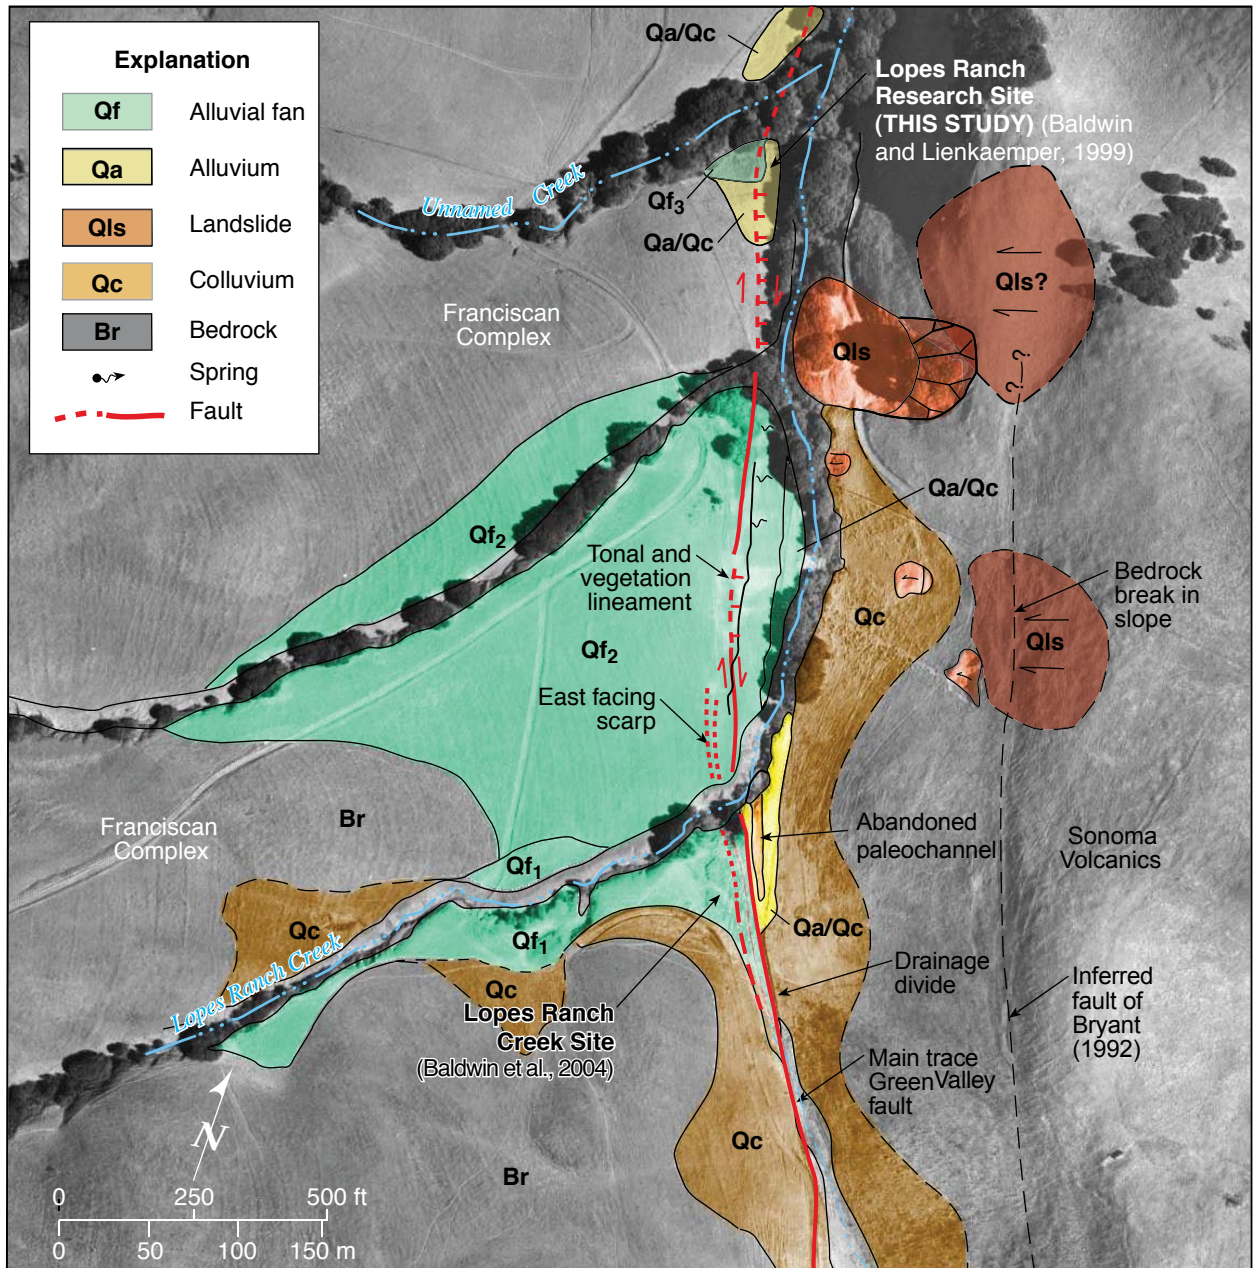 Explanation
Qf Alluvial fan
Qa Alluvium
Qls Landslide
Qc Colluvium
Br Bedrock
Spring
Fault
Qa/Qc
Lopes Ranch
Research Site
(THIS STUDY) (Baldwin
and Lienkaemper, 1999)
Unnamed Creek
Qf3
Qa/Qc
Franciscan
Complex
Qls?
Qls
?—?
Qa/Qc
Qf2
Tonal and
vegetation
lineament
Bedrock
break in
slope
Qc
Qf2
Qls
East facing
scarp
Br
Franciscan
Complex
Abandoned
paleochannel
Sonoma
Volcanics
Qf1
Qc
Qf1
Qa/Qc
Lopes Ranch Creek
Qc
Drainage
divide
Lopes Ranch
Creek Site
(Baldwin et al., 2004)
Inferred
fault of
Bryant
(1992)
Main trace
GreenValley
fault
N
Qc
Br
0 250 500 ft
0 50 100 150 m